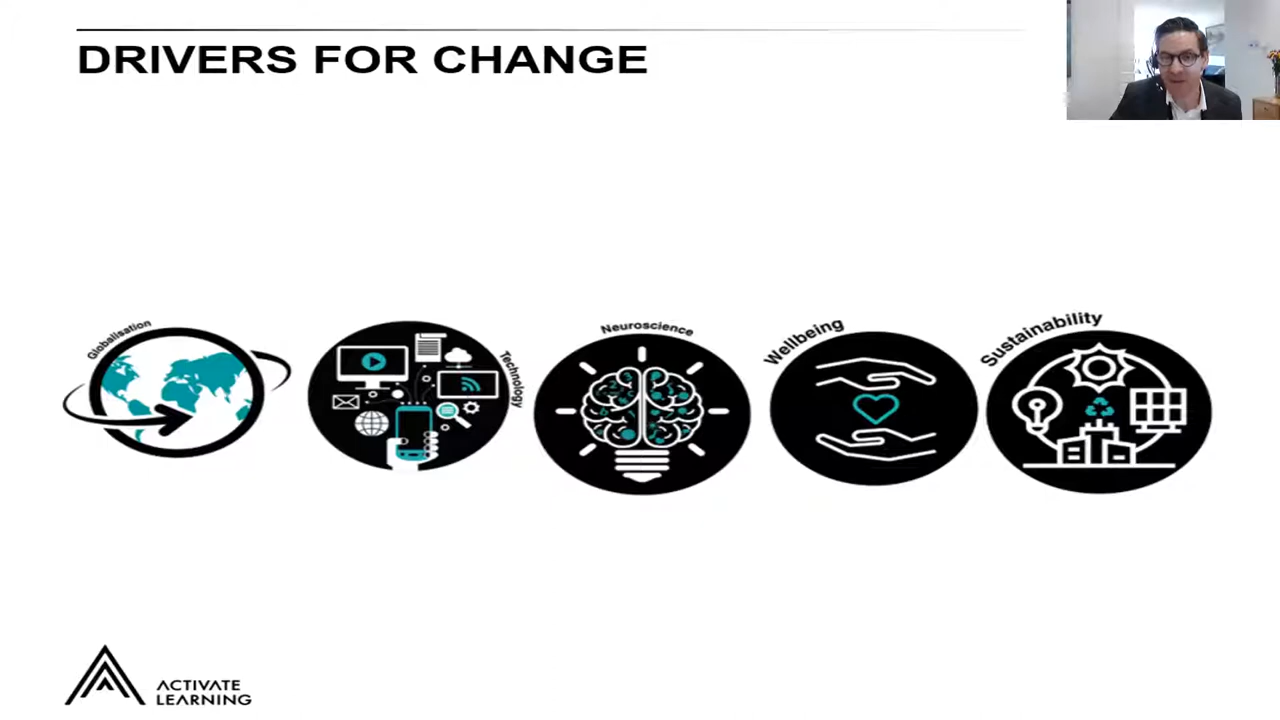 DRIVERS FOR CHANGE
Globalisation
Technology
Neuroscience
Wellbeing
Sustainability
ACTIVATE
LEARNING